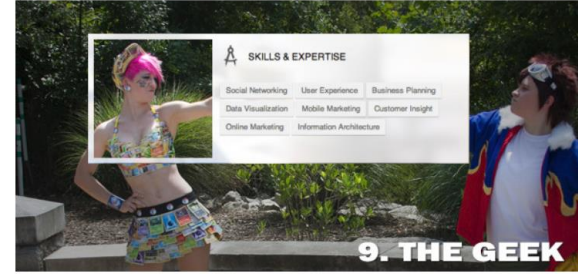 SKILLS & EXPERTISE
Social Networking User Experience Business Planning
Data Visualization Mobile Marketing Customer Insight
Online Marketing Information Architecture
9. THE GEEK